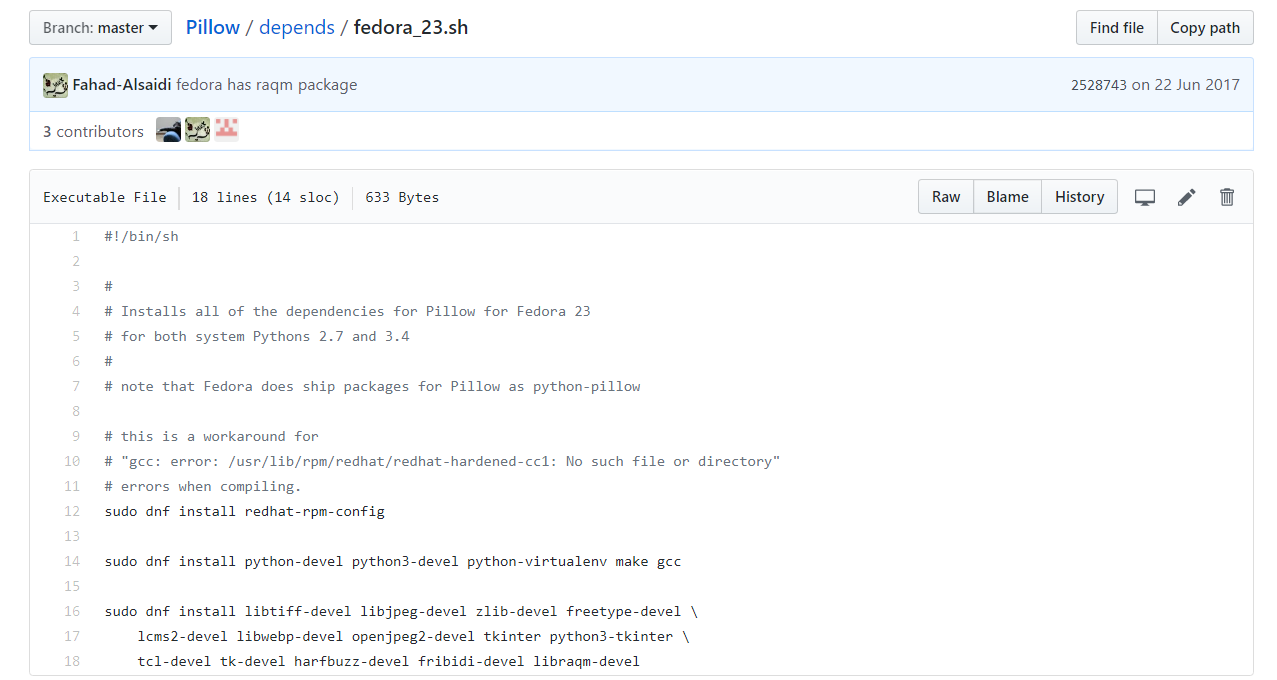 Branch: master
Pillow / depends / fedora_23.sh
Find file
Copy path
Fahad-Alsaidi fedora has raqm package
2528743 on 22 Jun 2017
3 contributors
Executable File
18 lines (14 sloc)
633 Bytes
Raw
Blame
History
1 #!/bin/sh
2
3 #
4 # Installs all of the dependencies for Pillow for Fedora 23
5 # for both system Pythons 2.7 and 3.4
6 #
7 # note that Fedora does ship packages for Pillow as python-pillow
8
9 # this is a workaround for
10 # "gcc: error: /usr/lib/rpm/redhat/redhat-hardened-cc1: No such file or directory"
11 # errors when compiling.
12 sudo dnf install redhat-rpm-config
13
14 sudo dnf install python-devel python3-devel python-virtualenv make gcc
15
16 sudo dnf install libtiff-devel libjpeg-devel zlib-devel freetype-devel \
17     lcms2-devel libwebp-devel openjpeg2-devel tkinter python3-tkinter \
18     tcl-devel tk-devel harfbuzz-devel fribidi-devel libraqm-devel